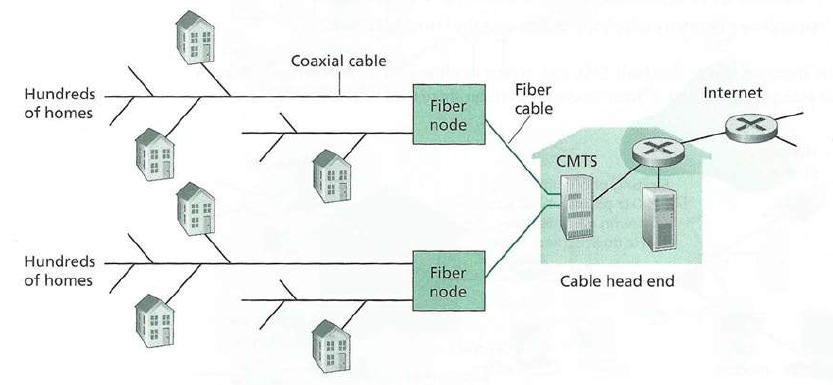 Coaxial cable
Hundreds
of homes
Fiber
node
Fiber
cable
Internet
CMTS
Hundreds
of homes
Fiber
node
Cable head end